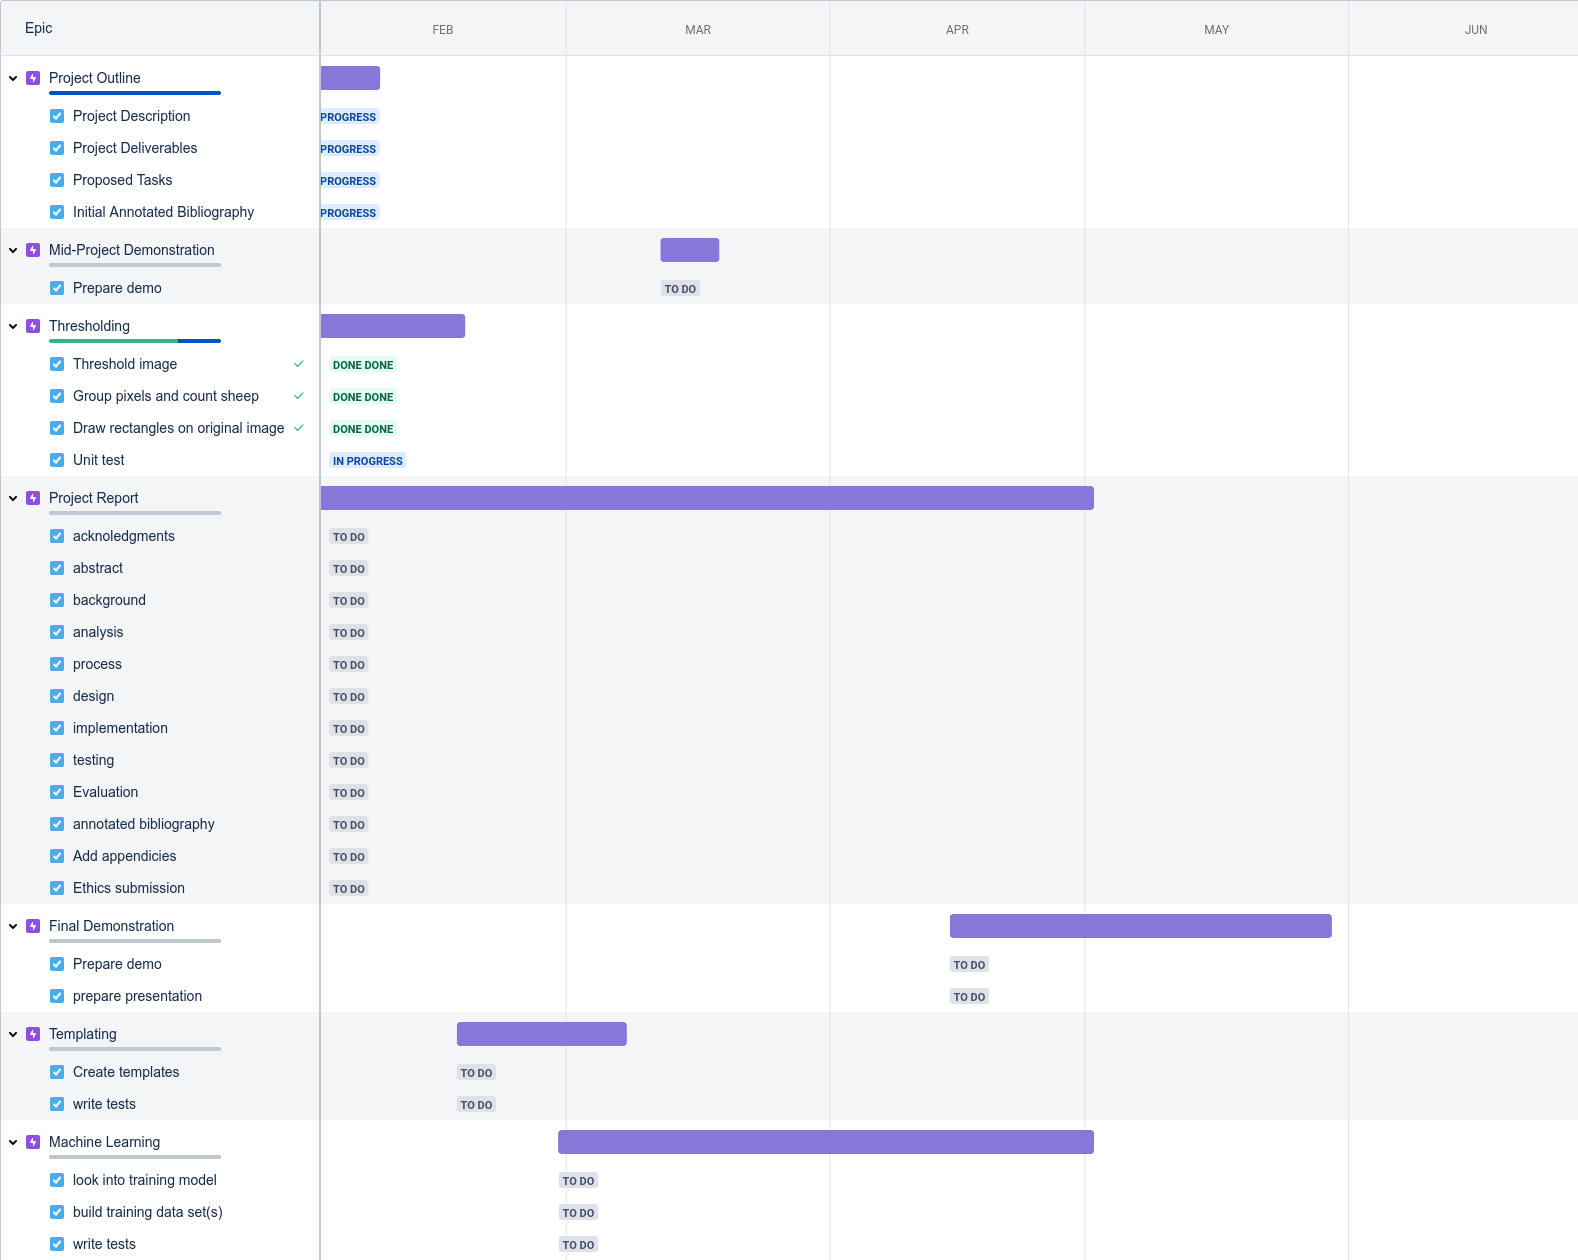 Epic FEB MAR APR MAY JUN
Project Outline
Project Description PROGRESS
Project Deliverables PROGRESS
Proposed Tasks PROGRESS
Initial Annotated Bibliography PROGRESS
Mid-Project Demonstration
Prepare demo TO DO
Thresholding
Threshold image DONE DONE
Group pixels and count sheep DONE DONE
Draw rectangles on original image DONE DONE
Unit test IN PROGRESS
Project Report
acknoledgments TO DO
abstract TO DO
background TO DO
analysis TO DO
process TO DO
design TO DO
implementation TO DO
testing TO DO
Evaluation TO DO
annotated bibliography TO DO
Add appendicies TO DO
Ethics submission TO DO
Final Demonstration
Prepare demo TO DO
prepare presentation TO DO
Templating
Create templates TO DO
write tests TO DO
Machine Learning
look into training model TO DO
build training data set(s) TO DO
write tests TO DO